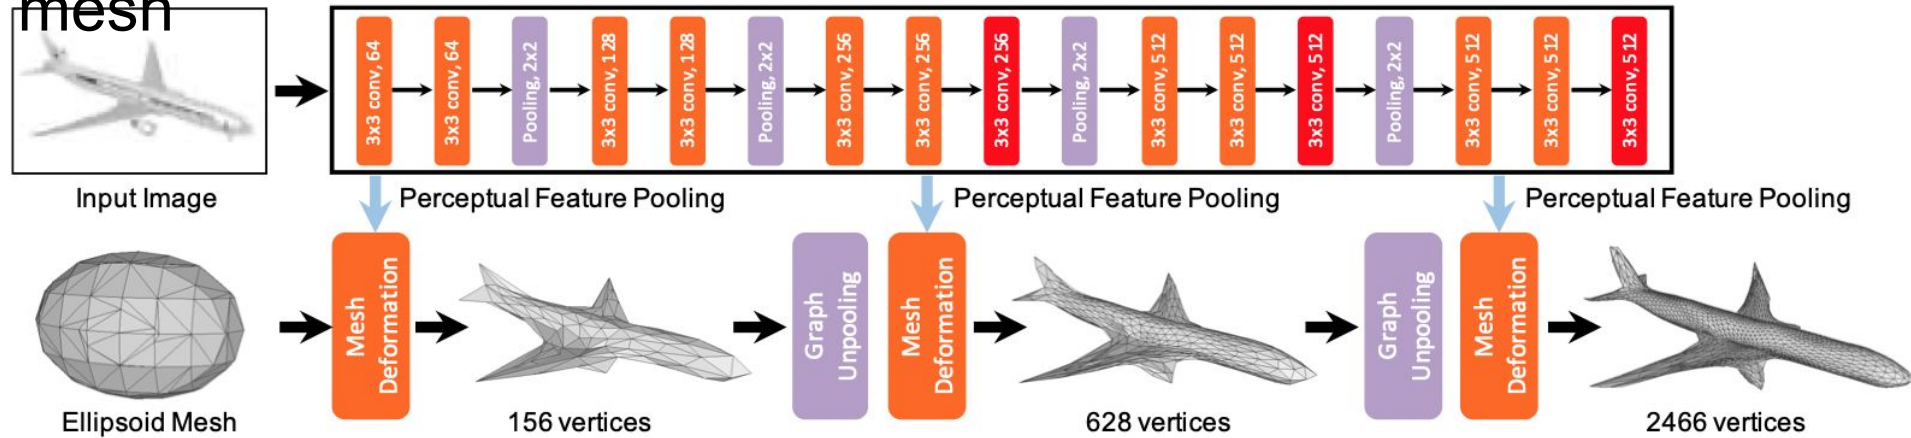 mesh
3x3 conv, 64
3x3 conv, 64
Pooling, 2x2
3x3 conv, 128
3x3 conv, 128
Pooling, 2x2
3x3 conv, 256
3x3 conv, 256
3x3 conv, 256
Pooling, 2x2
3x3 conv, 512
3x3 conv, 512
3x3 conv, 512
Pooling, 2x2
3x3 conv, 512
3x3 conv, 512
3x3 conv, 512
Input Image
Perceptual Feature Pooling
Perceptual Feature Pooling
Perceptual Feature Pooling
Mesh
Deformation
Graph
Unpooling
Mesh
Deformation
Graph
Unpooling
Mesh
Deformation
Ellipsoid Mesh
156 vertices
628 vertices
2466 vertices